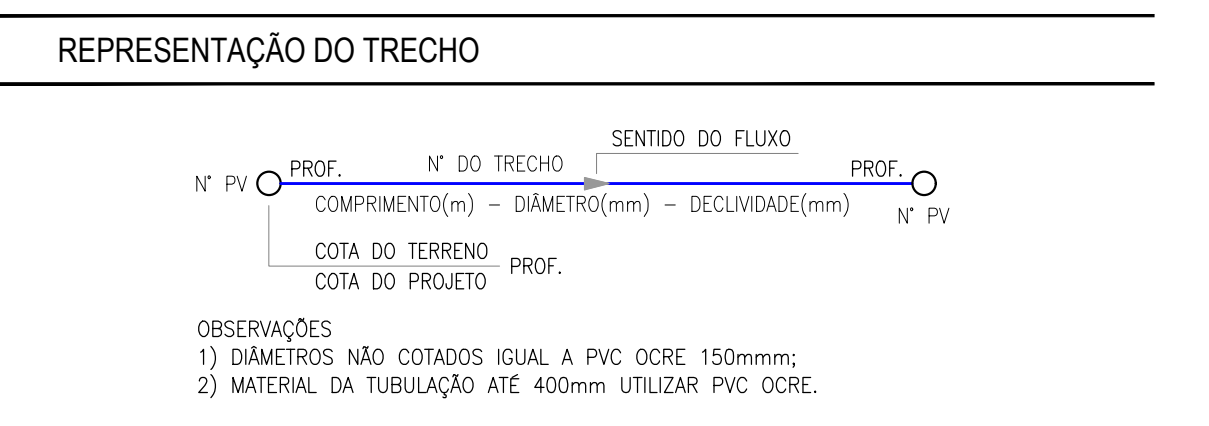 REPRESENTAÇÃO DO TRECHO
SENTIDO DO FLUXO
N° PV PROF. N° DO TRECHO PROF.
COMPRIMENTO(m) – DIÂMETRO(mm) – DECLIVIDADE(mm)
N° PV
COTA DO TERRENO
PROF.
COTA DO PROJETO
OBSERVAÇÕES
1) DIÂMETROS NÃO COTADOS IGUAL A PVC OCRE 150mmm;
2) MATERIAL DA TUBULAÇÃO ATÉ 400mm UTILIZAR PVC OCRE.